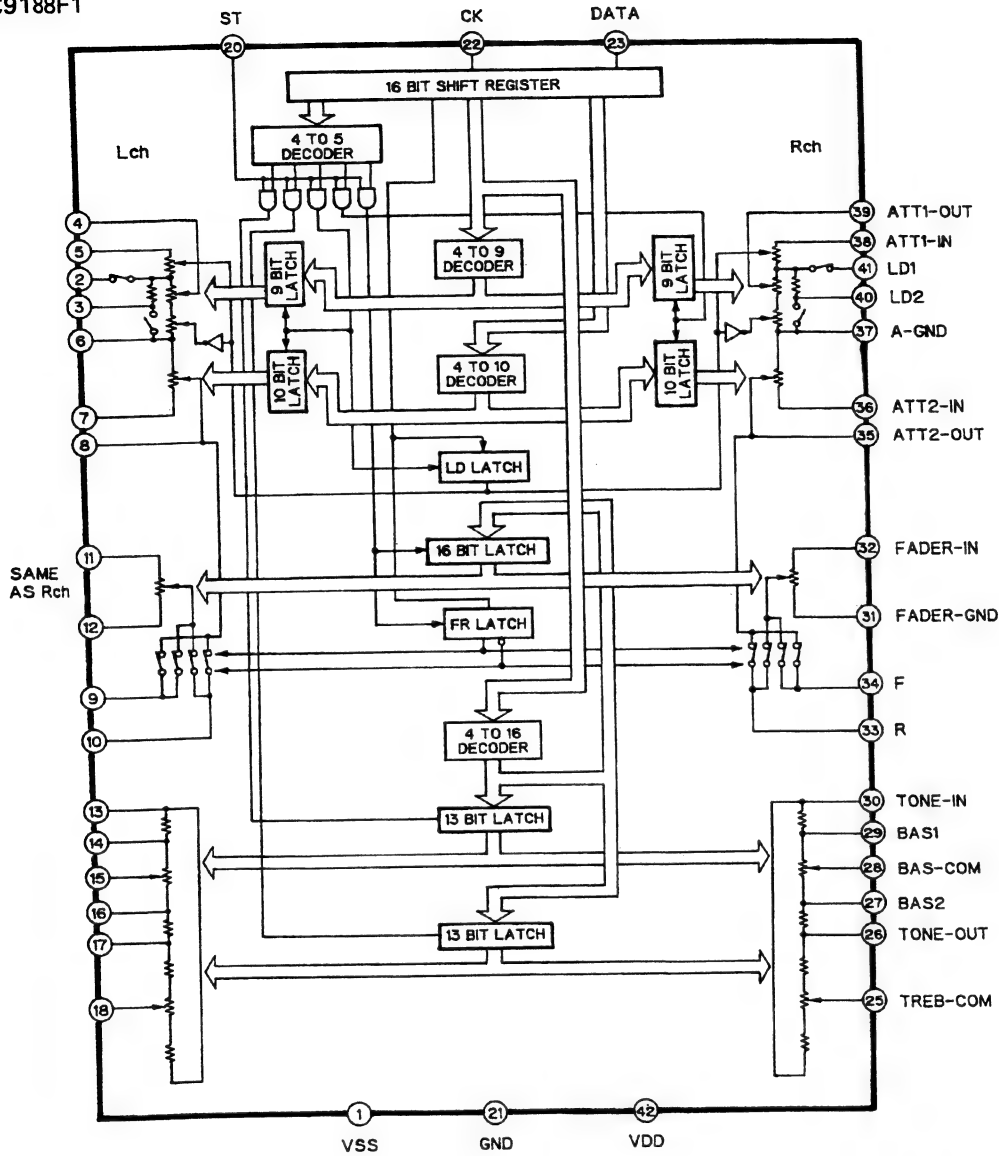 C9188F1
ST
CK
DATA
20
22
23
16 BIT SHIFT REGISTER
4 TO 5
DECODER
Lch
Rch
4
39 ATT1-OUT
5
38 ATT1-IN
2
41 LD1
3
40 LD2
6
37 A-GND
9 BIT
LATCH
4 TO 9
DECODER
9 BIT
LATCH
10 BIT
LATCH
4 TO 10
DECODER
10 BIT
LATCH
7
36 ATT2-IN
8
35 ATT2-OUT
LD LATCH
16 BIT LATCH
11
32 FADER-IN
SAME
AS Rch
12
31 FADER-GND
FR LATCH
9
34 F
10
33 R
4 TO 16
DECODER
13
30 TONE-IN
13 BIT LATCH
14
29 BAS1
15
28 BAS-COM
16
27 BAS2
17
26 TONE-OUT
13 BIT LATCH
18
25 TREB-COM
1
21
42
VSS
GND
VDD